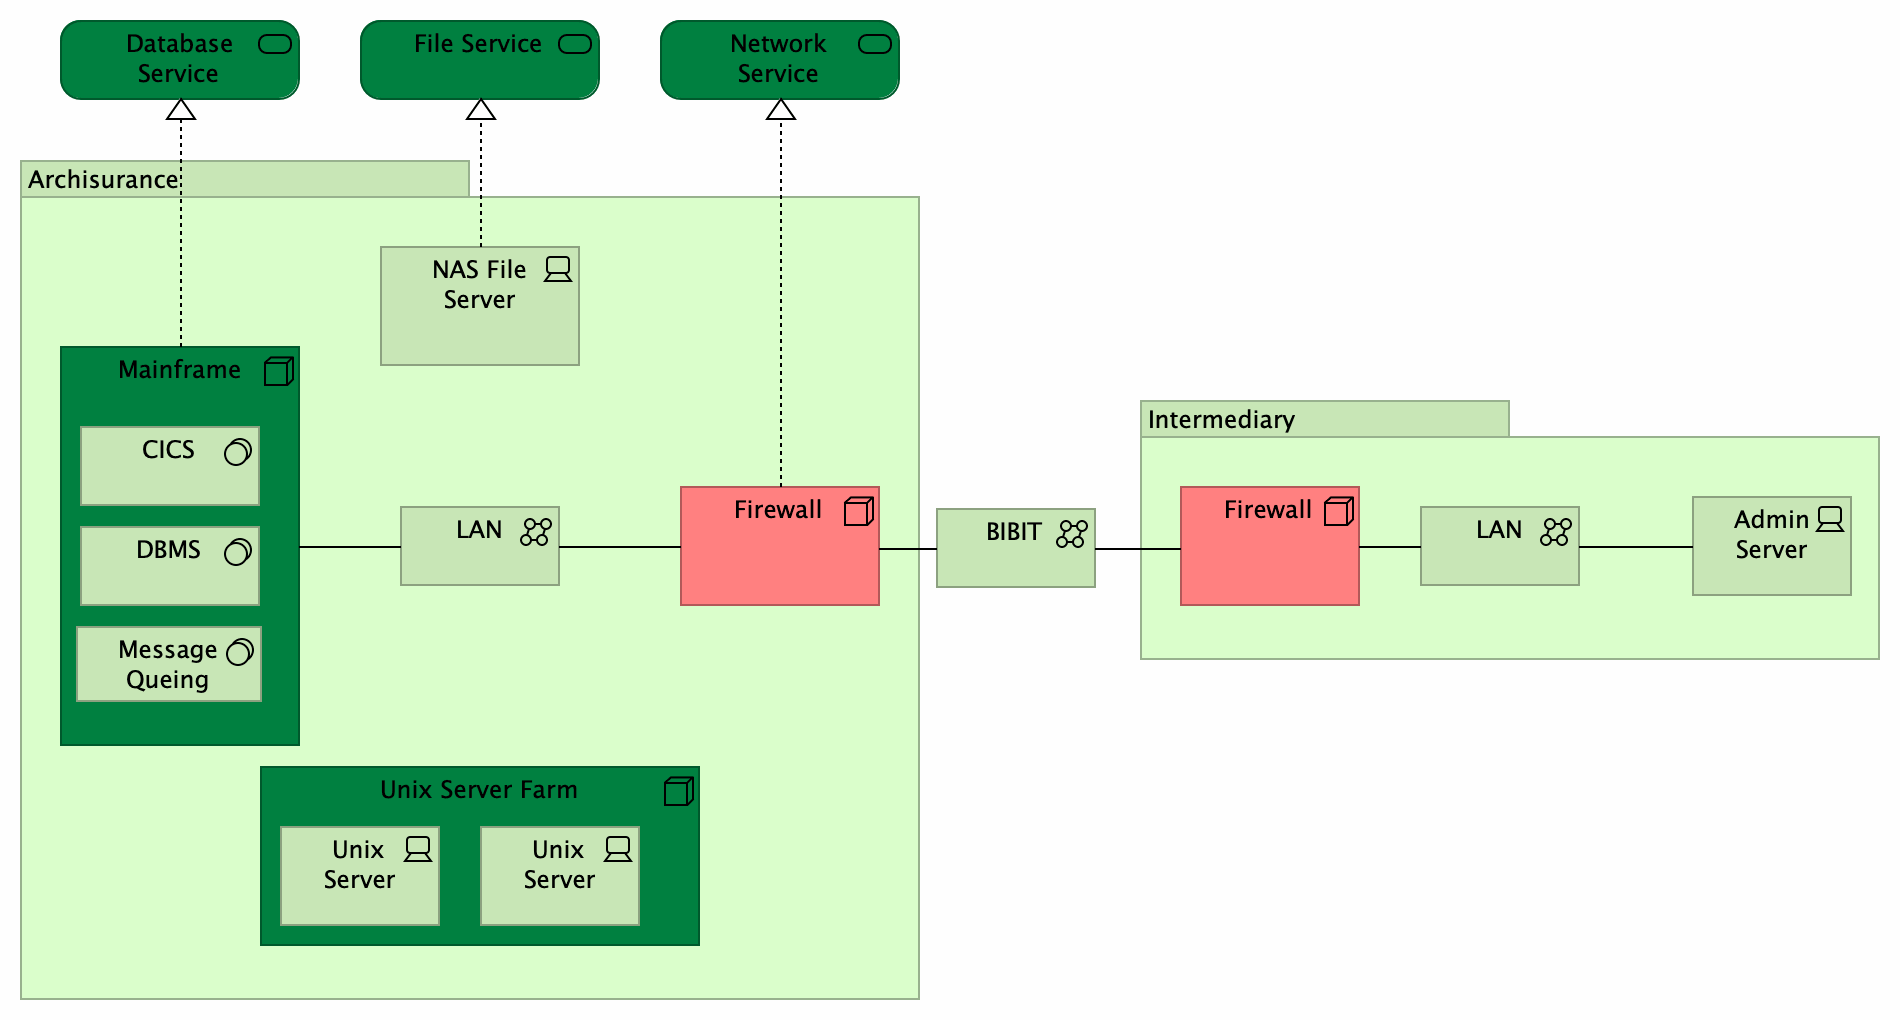 Database
Service
File Service
Network
Service
Archisurance
NAS File
Server
Mainframe
CICS
DBMS
Message
Queing
LAN
Firewall
BIBIT
Intermediary
Firewall
LAN
Admin
Server
Unix Server Farm
Unix
Server
Unix
Server